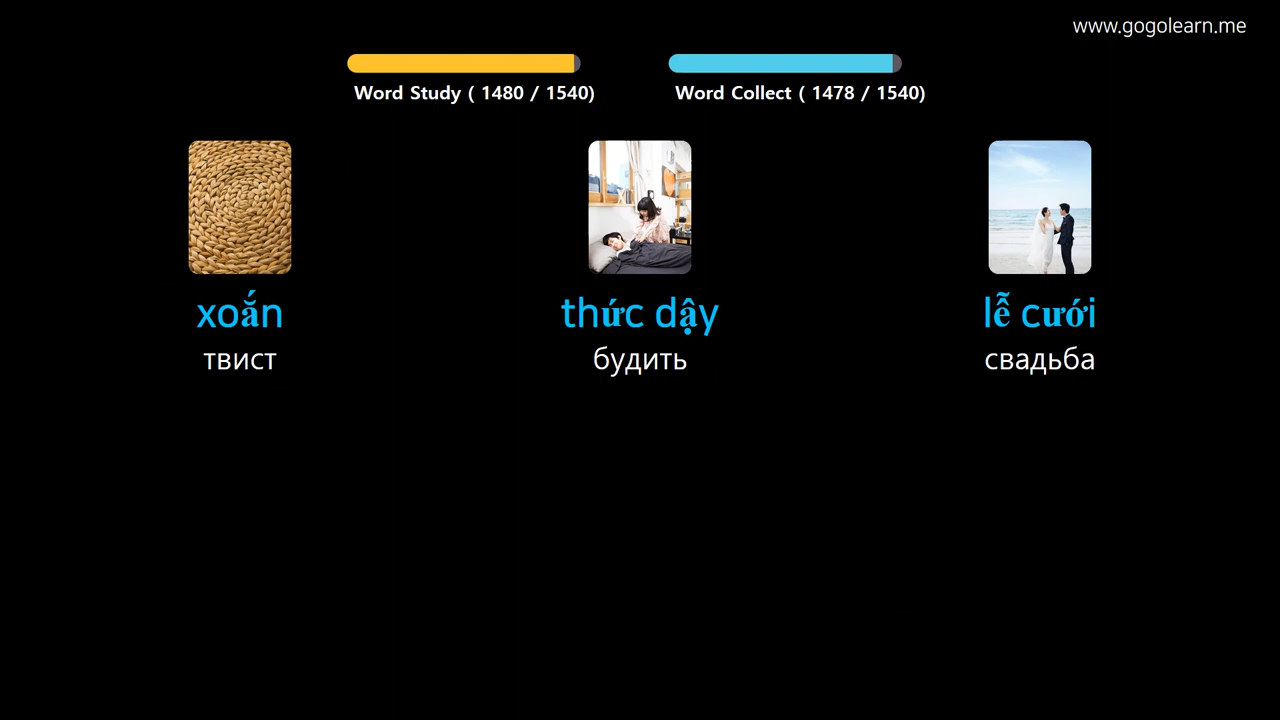 www.gogolearn.me
Word Study ( 1480 / 1540)
Word Collect ( 1478 / 1540)
xoắn
thức dậy
lễ cưới
твист
будить
свадьба